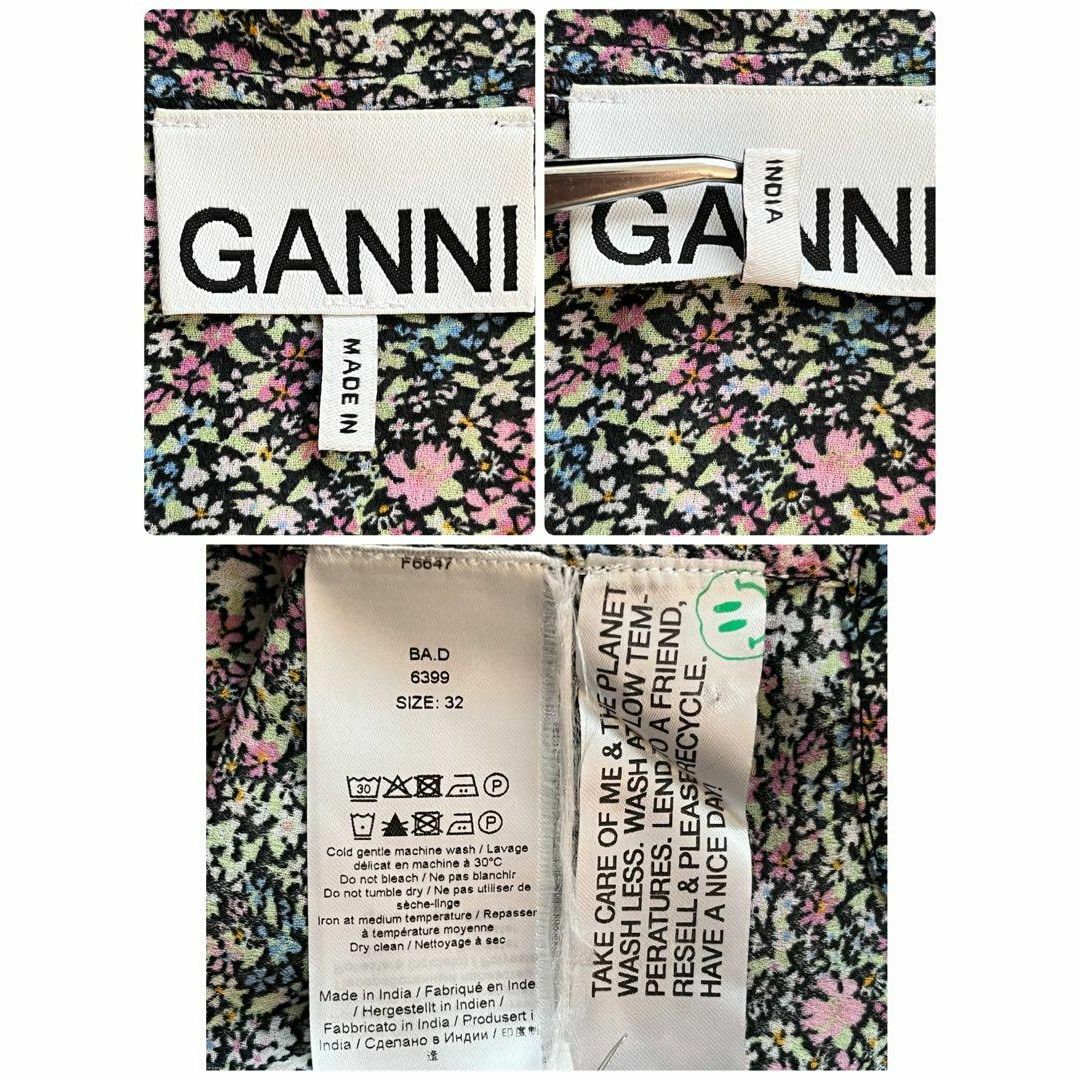 GANNI
MADE IN
GANNI
INDIA
F6647
BA.D
6399
SIZE: 32
30
P
P
Cold gentle machine wash / Lavage
délicat en machine à 30°C
Do not bleach / Ne pas blanchir
Do not tumble dry / Ne pas utiliser de
sèche-linge
Iron at medium temperature / Repasser
à température moyenne
Dry clean / Nettoyage à sec
Made in India / Fabriqué en Inde
/ Hergestellt in Indien /
Fabbricato in India / Produsert i
India / Сделано в Индии / 印度制
造
TAKE CARE OF ME & THE PLANET
WASH LESS. WASH AT LOW TEM-
PERATURES. LEND TO A FRIEND,
RESELL & PLEASE RECYCLE.
HAVE A NICE DAY!